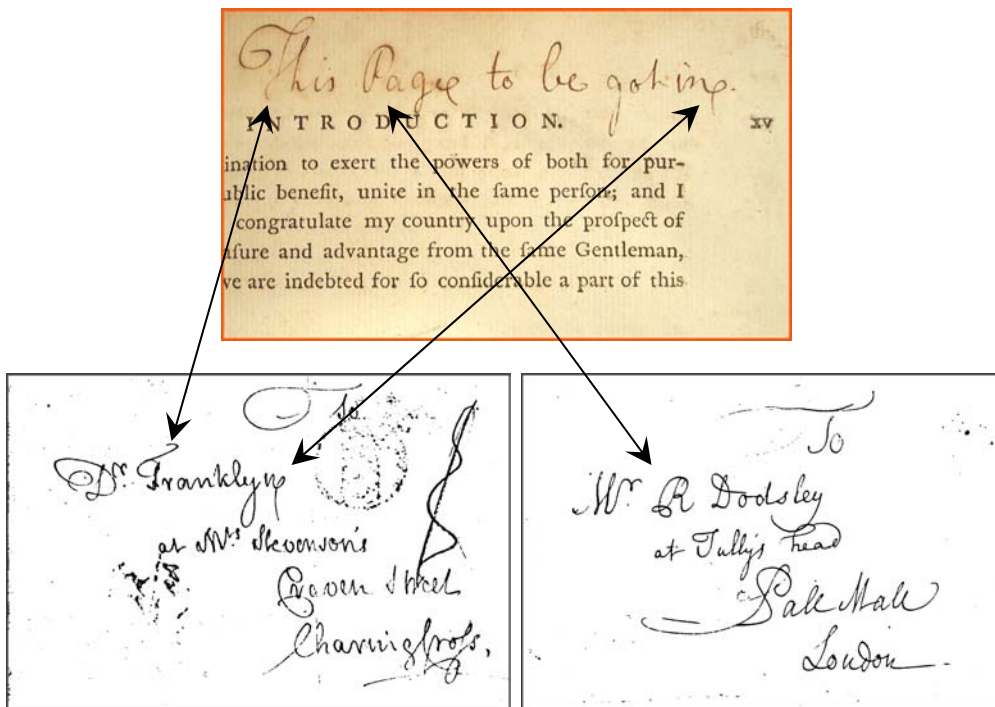 This Page to be got in.
INTRODUCTION. xv
ination to exert the powers of both for pur-
ublic benefit, unite in the ſame perſon; and I
congratulate my country upon the proſpect of
aſure and advantage from the ſame Gentleman,
ve are indebted for ſo conſiderable a part of this
To
Dr. Franklyn
at Mrs Stevenson's
Craven Street
Charing Croſs,
To
Mr R Dodsley
at Tully's head
Pall Mall
London